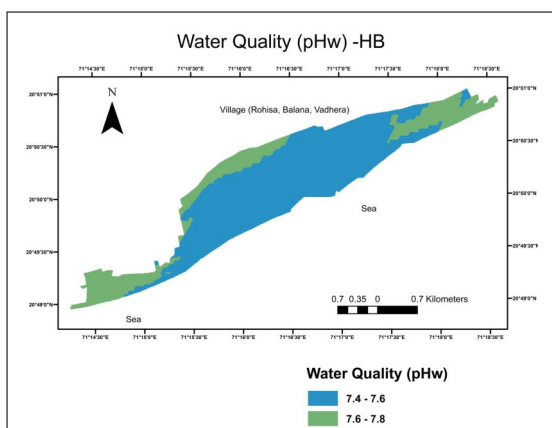 Water Quality (pHw) -HB
71°14'30"E 71°15'0"E 71°15'30"E 71°16'0"E 71°16'30"E 71°17'0"E 71°17'30"E 71°18'0"E 71°18'30"E
20°51'0"N 20°51'0"N
N
Village (Rohisa, Balana, Vadhera)
20°50'30"N 20°50'30"N
20°50'0"N 20°50'0"N
Sea
20°49'30"N 20°49'30"N
20°49'0"N 20°49'0"N
0.7 0.35 0 0.7 Kilometers
Sea
71°14'30"E 71°15'0"E 71°15'30"E 71°16'0"E 71°16'30"E 71°17'0"E 71°17'30"E 71°18'0"E 71°18'30"E
Water Quality (pHw)
7.4 - 7.6
7.6 - 7.8